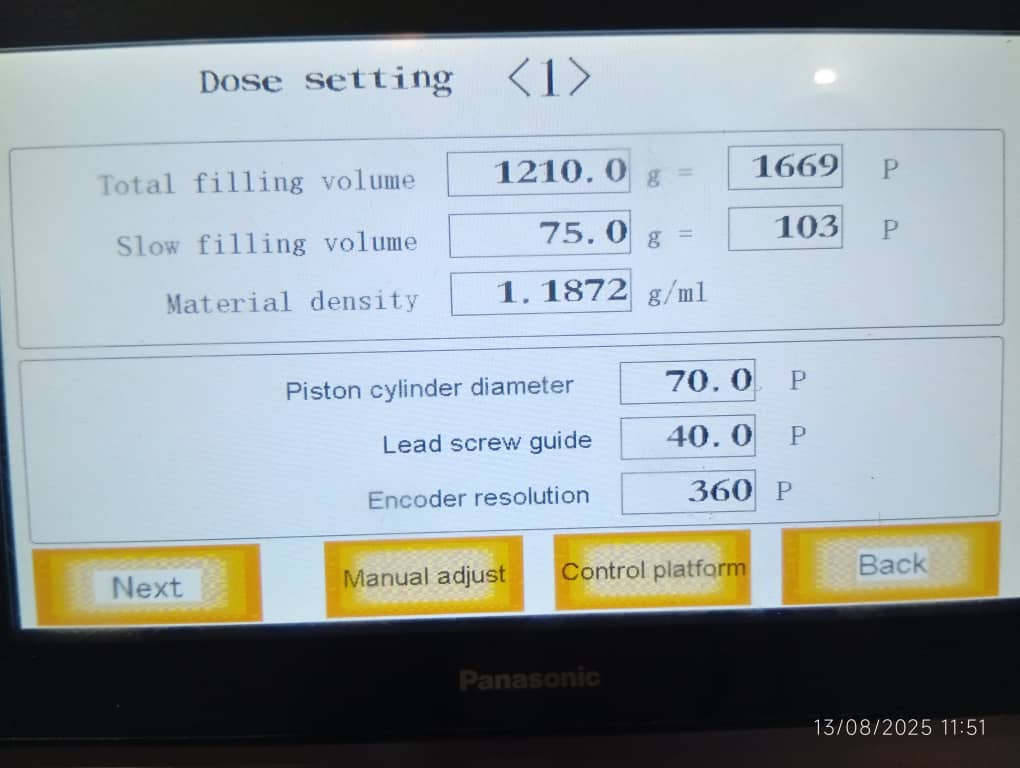 Dose setting <1>
Total filling volume 1210.0 g = 1669 P
Slow filling volume 75.0 g = 103 P
Material density 1.1872 g/ml
Piston cylinder diameter 70.0 P
Lead screw guide 40.0 P
Encoder resolution 360 P
Next Manual adjust Control platform Back
Panasonic
13/08/2025 11:51